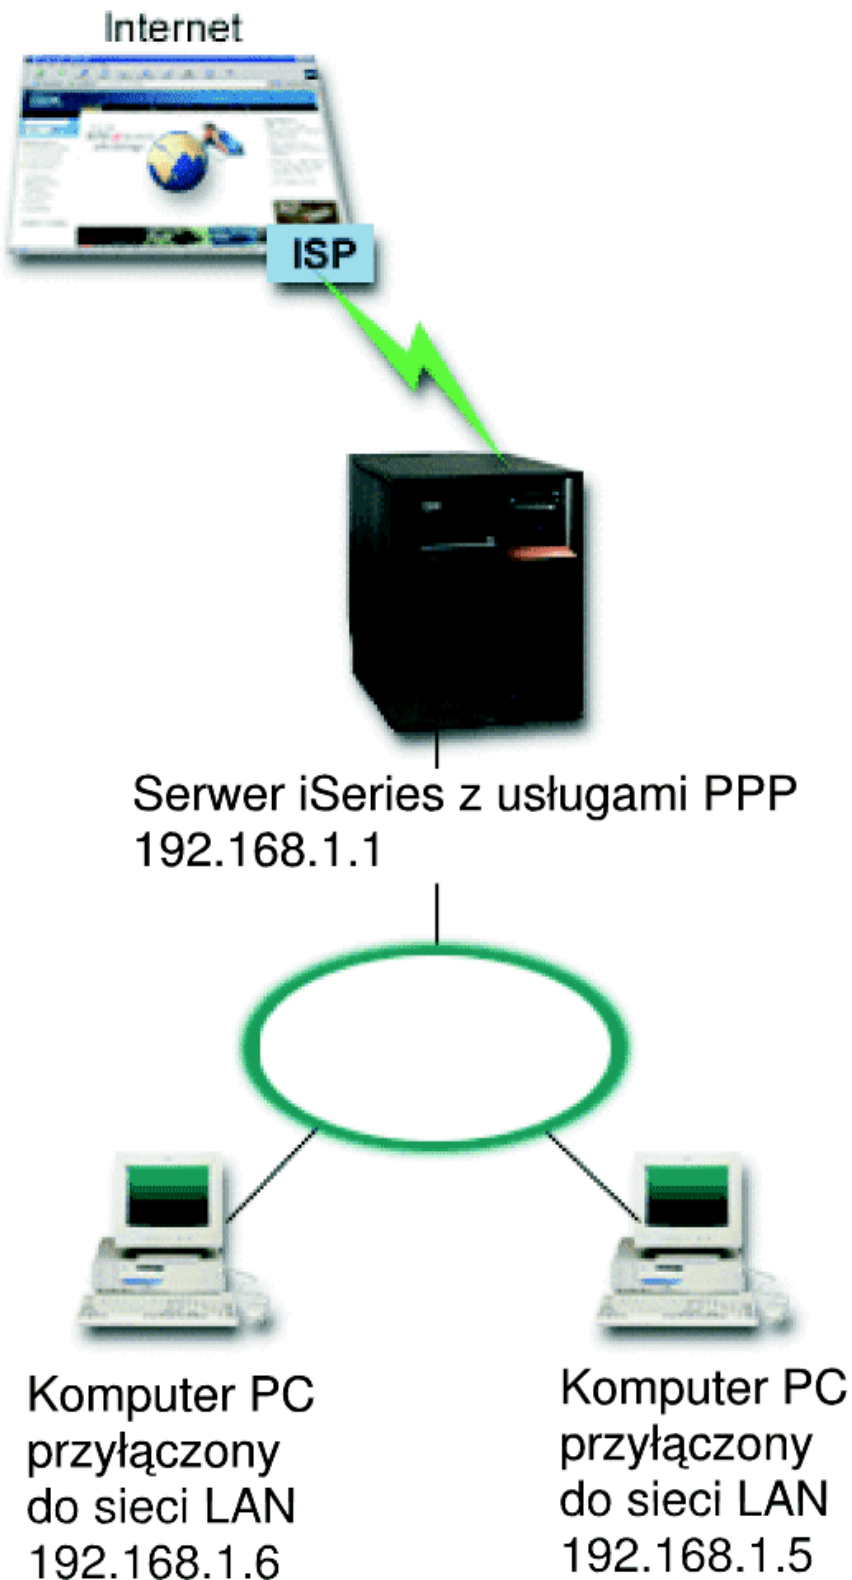 Internet
ISP
Serwer iSeries z usługami PPP
192.168.1.1
Komputer PC
przyłączony
do sieci LAN
192.168.1.6
Komputer PC
przyłączony
do sieci LAN
192.168.1.5